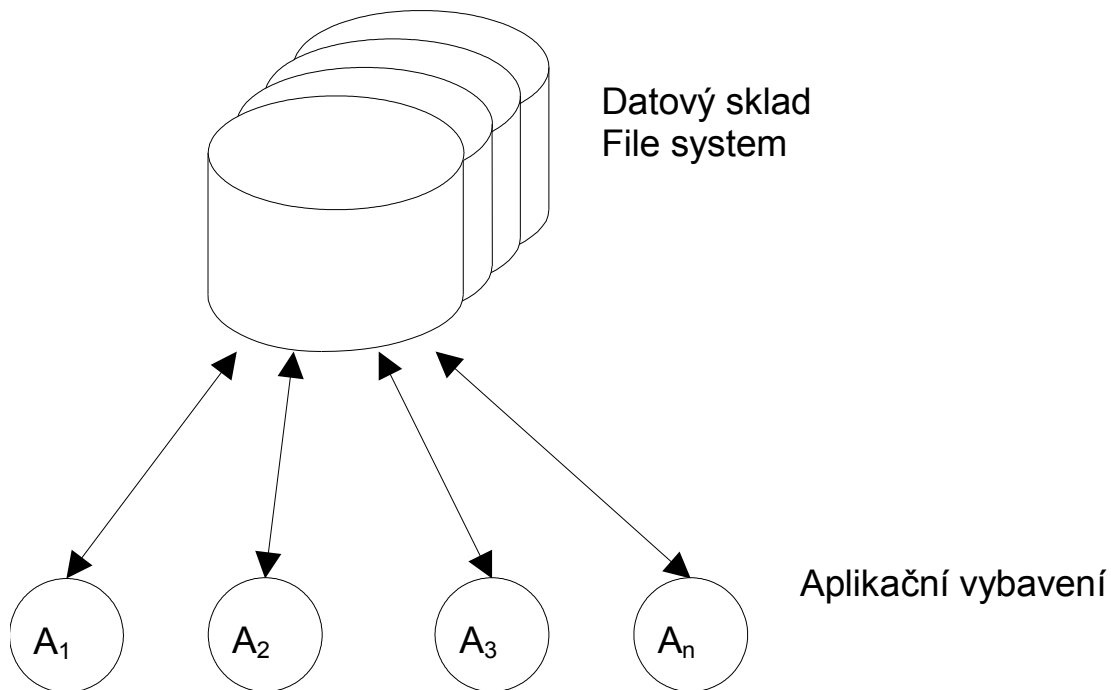 Datový sklad
File system
Aplikační vybavení
A₁ A₂ A₃ Aₙ